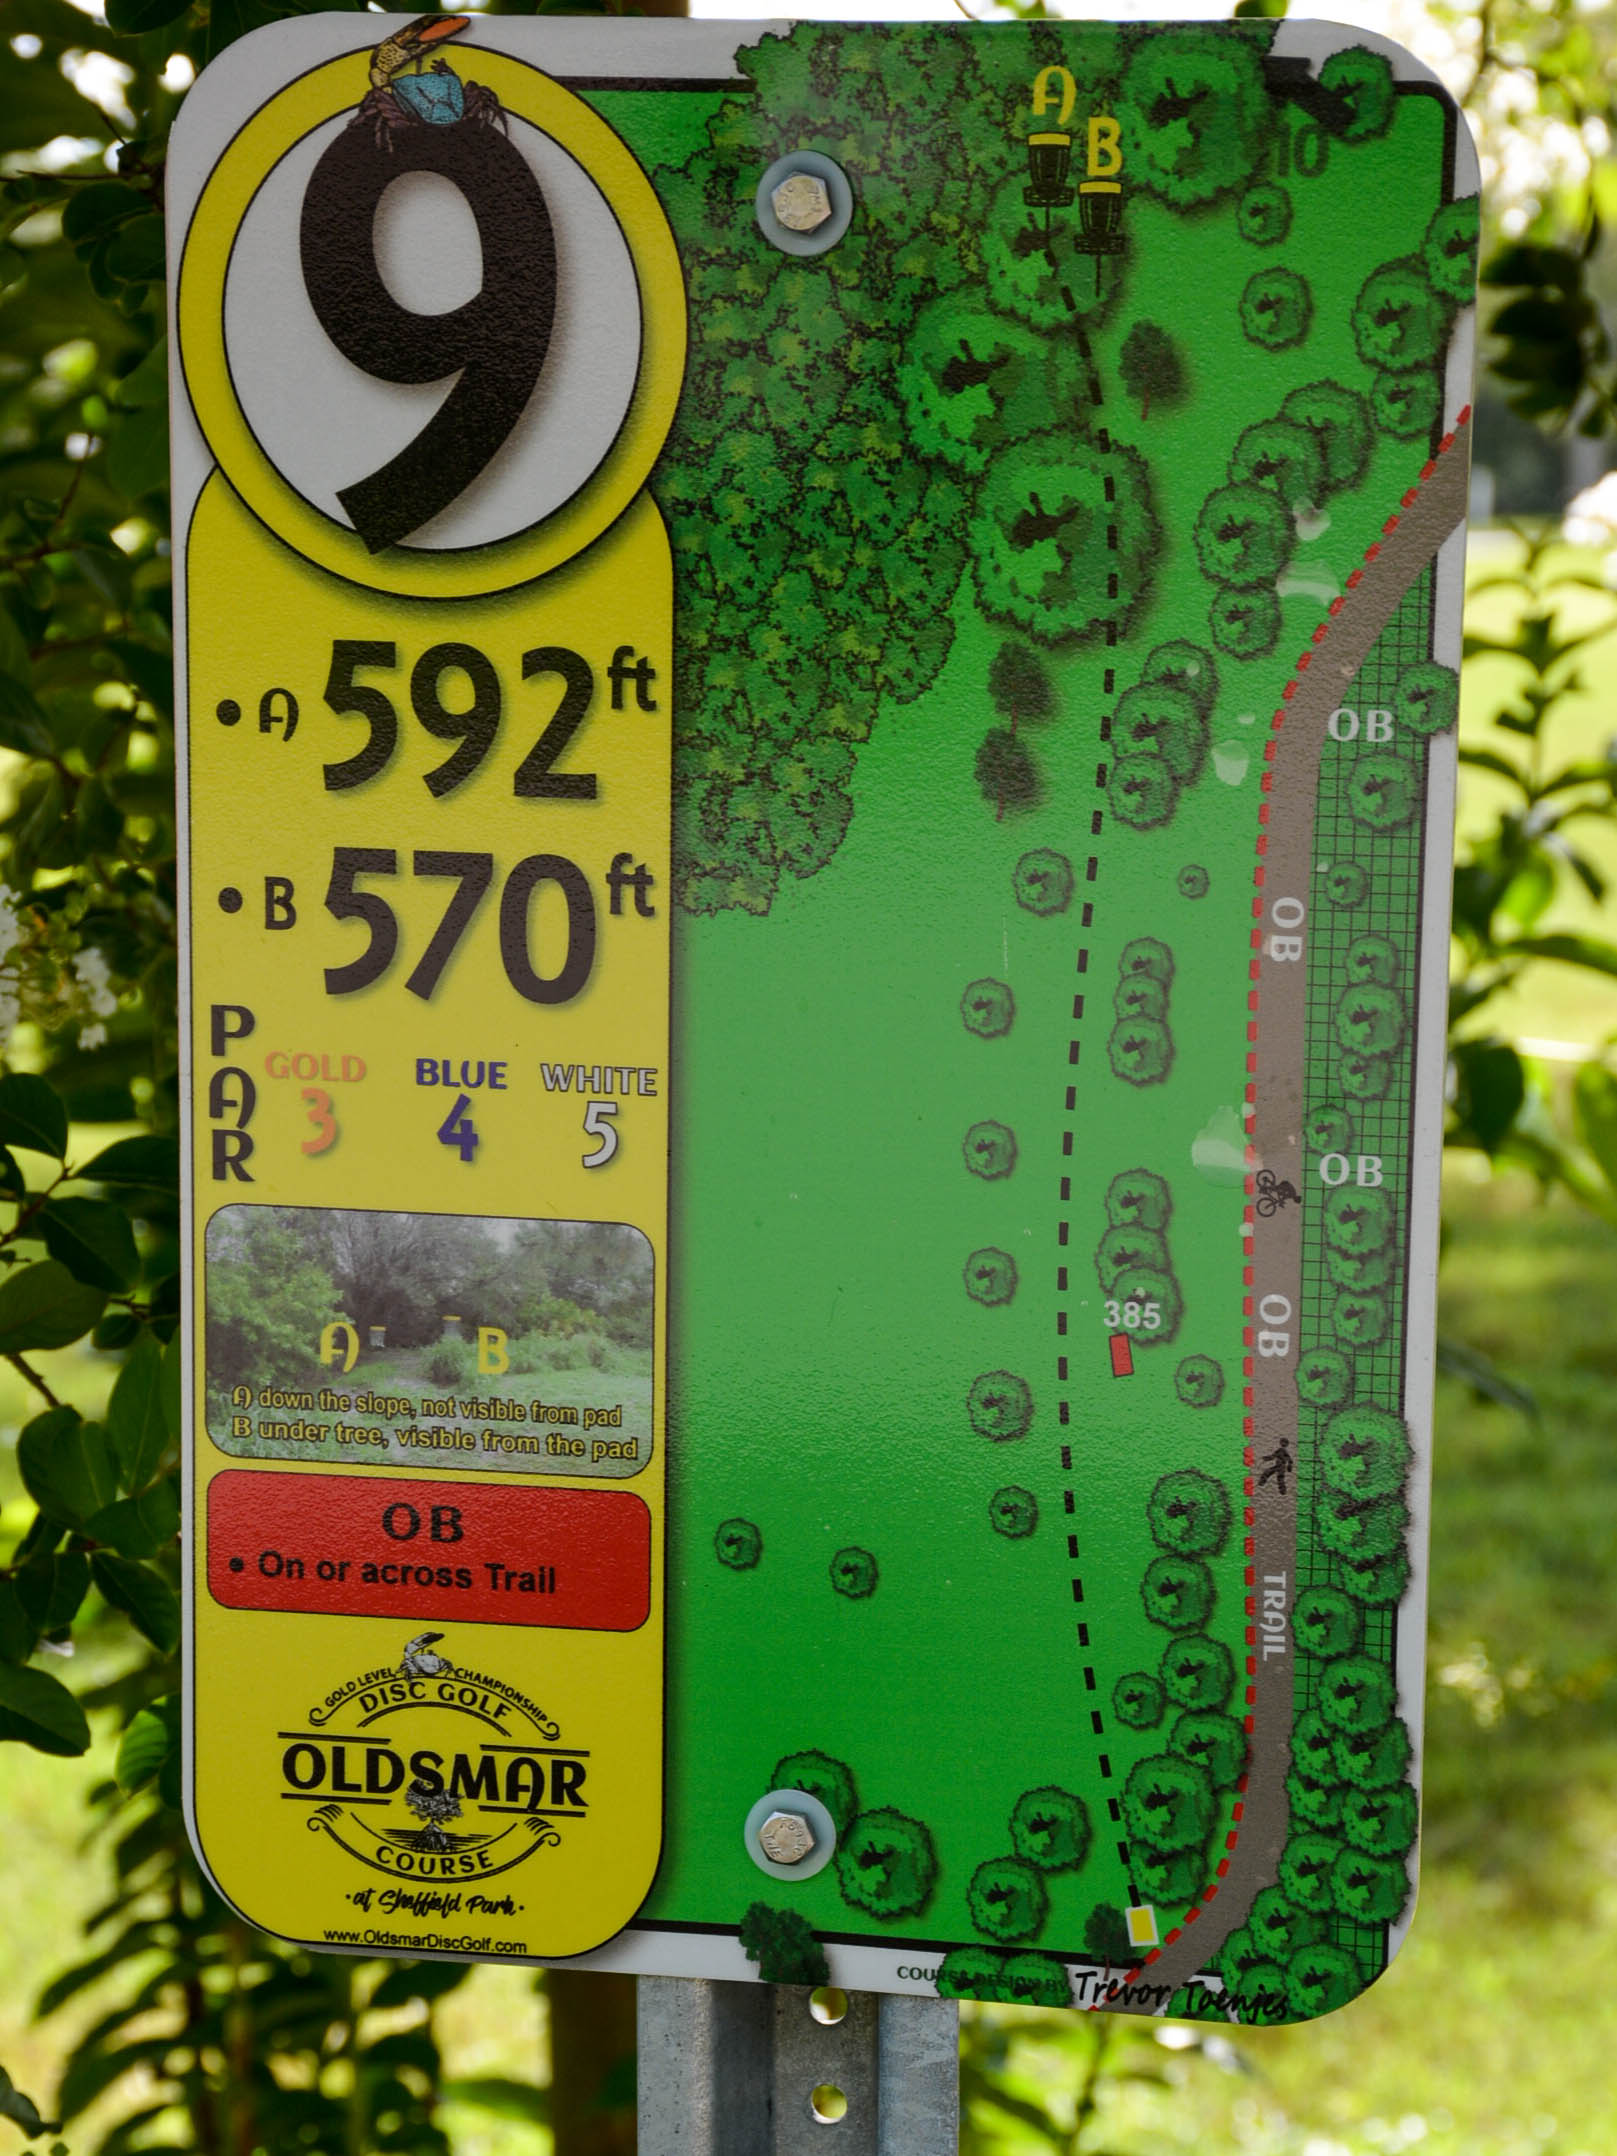 9
• A 592 ft
• B 570 ft
PAR
GOLD BLUE WHITE
3 4 5
A B
A down the slope, not visible from pad
B under tree, visible from the pad
OB
• On or across Trail
GOLD LEVEL CHAMPIONSHIP
DISC GOLF
OLDSMAR
COURSE
• at Sheffield Park •
www.OldsmarDiscGolf.com
A
B
10
OB
OB
OB
385
OB
TRAIL
COURSE DESIGN BY Trevor Toenjes